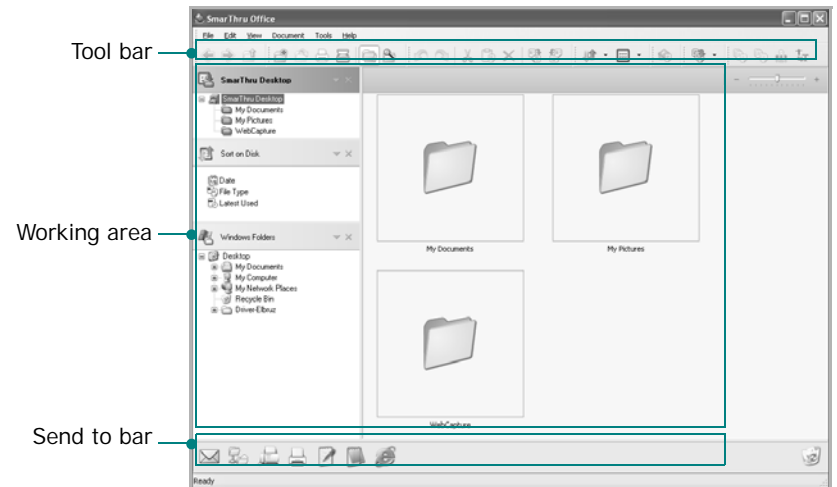 SmarThru Office
File Edit View Document Tools Help
Tool bar
SmarThru Desktop
SmarThru Desktop
My Documents
My Pictures
WebCapture
Sort on Disk
Date
File Type
Latest Used
Working area
Windows Folders
Desktop
My Documents
My Computer
My Network Places
Recycle Bin
Driver-Elbruz
My Documents
My Pictures
WebCapture
Send to bar
Ready